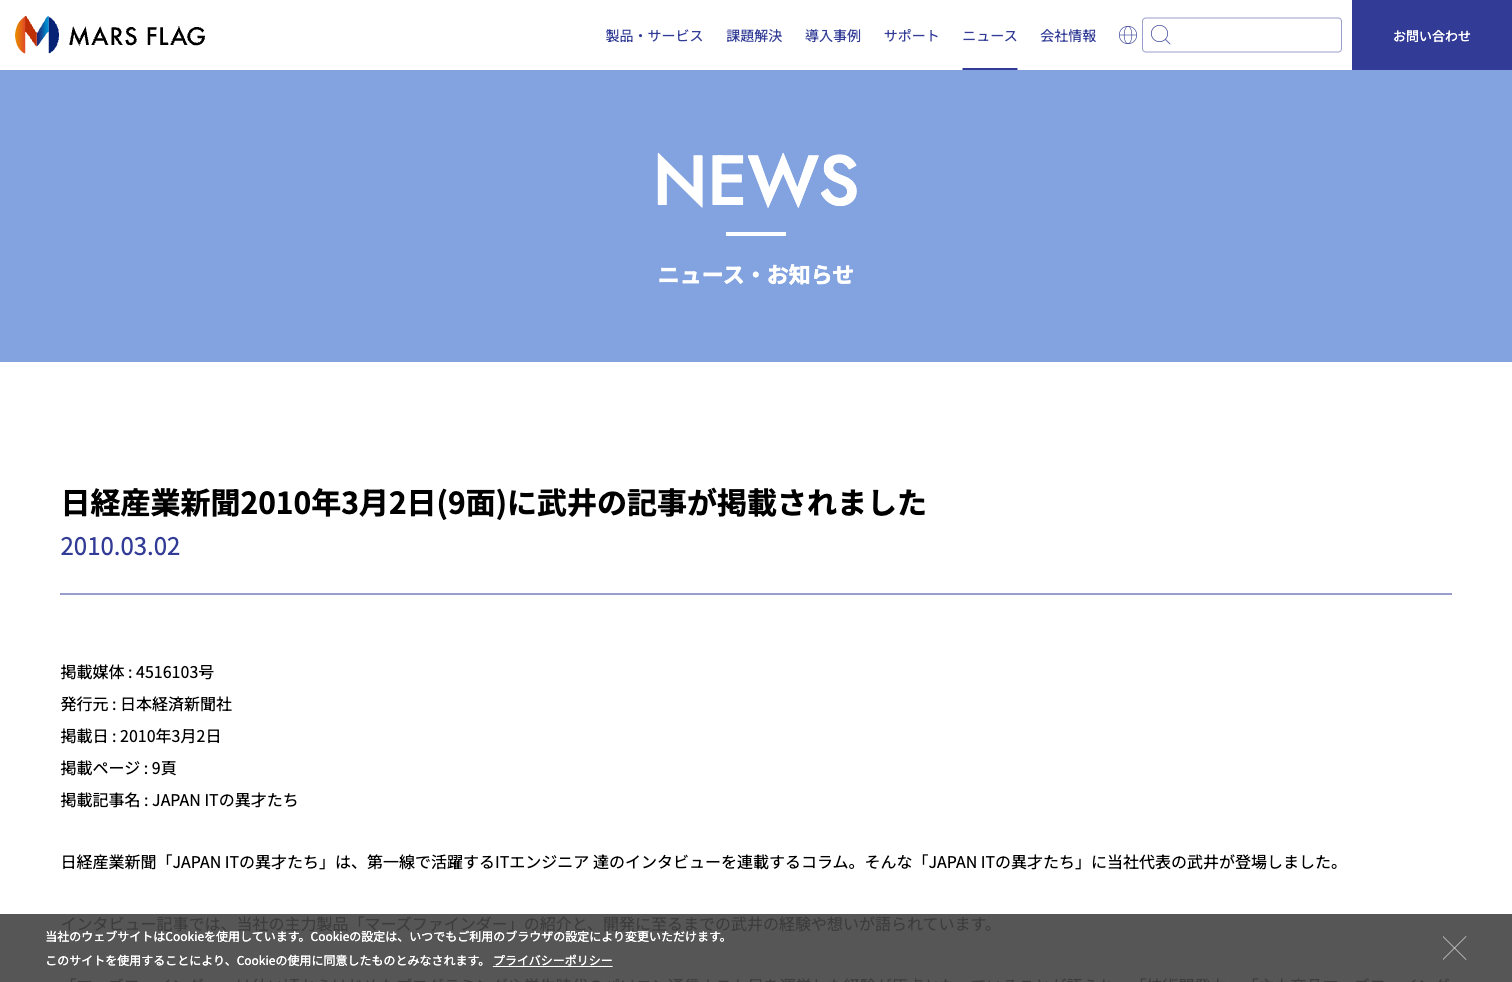 MARS FLAG
製品・サービス 課題解決 導入事例 サポート ニュース 会社情報 お問い合わせ
NEWS
ニュース・お知らせ
日経産業新聞2010年3月2日(9面)に武井の記事が掲載されました
2010.03.02
掲載媒体 : 4516103号
発行元 : 日本経済新聞社
掲載日 : 2010年3月2日
掲載ページ : 9頁
掲載記事名 : JAPAN ITの異才たち
日経産業新聞「JAPAN ITの異才たち」は、第一線で活躍するITエンジニア 達のインタビューを連載するコラム。そんな「JAPAN ITの異才たち」に当社代表の武井が登場しました。
インタビュー記事では、当社の主力製品「マーズファインダー」の紹介と、開発に至るまでの武井の経験や想いが語られています。
当社のウェブサイトはCookieを使用しています。Cookieの設定は、いつでもご利用のブラウザの設定により変更いただけます。
このサイトを使用することにより、Cookieの使用に同意したものとみなされます。 プライバシーポリシー